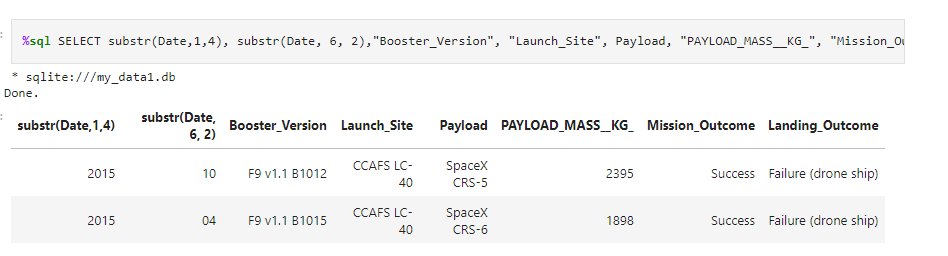 %sql SELECT substr(Date,1,4), substr(Date, 6, 2),"Booster_Version", "Launch_Site", Payload, "PAYLOAD_MASS__KG_", "Mission_Ou
* sqlite:///my_data1.db
Done.
substr(Date,1,4) substr(Date, 6, 2) Booster_Version Launch_Site Payload PAYLOAD_MASS__KG_ Mission_Outcome Landing_Outcome
2015 10 F9 v1.1 B1012 CCAFS LC-40 SpaceX CRS-5 2395 Success Failure (drone ship)
2015 04 F9 v1.1 B1015 CCAFS LC-40 SpaceX CRS-6 1898 Success Failure (drone ship)